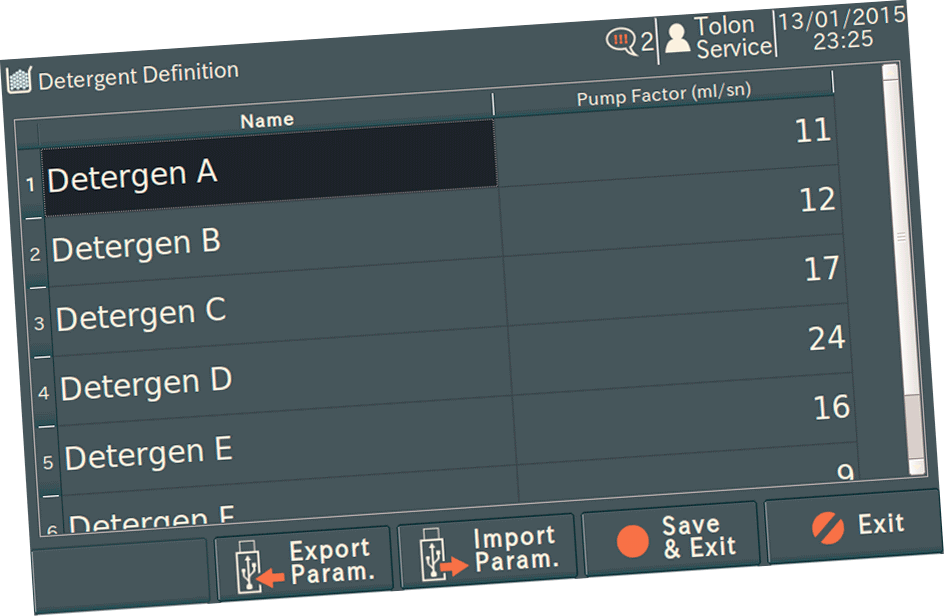 !!! 2
Tolon
Service
13/01/2015
23:25
Detergent Definition
Name
Pump Factor (ml/sn)
1 Detergen A 11
2 Detergen B 12
3 Detergen C 17
4 Detergen D 24
5 Detergen E 16
6 Detergen F 9
Export
Param.
Import
Param.
Save
& Exit
Exit